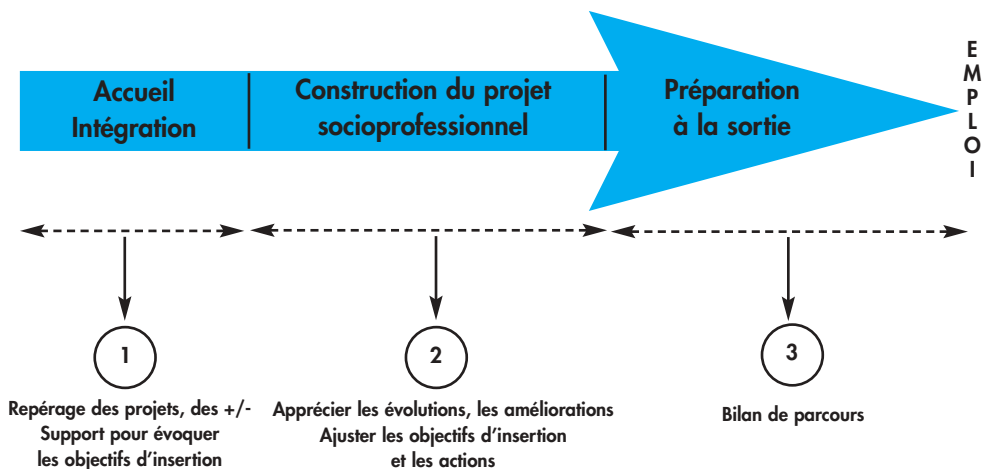 Accueil
Intégration
Construction du projet
socioprofessionnel
Préparation
à la sortie
EMPLOI
1
Repérage des projets, des +/-
Support pour évoquer
les objectifs d’insertion
2
Apprécier les évolutions, les améliorations
Ajuster les objectifs d’insertion
et les actions
3
Bilan de parcours